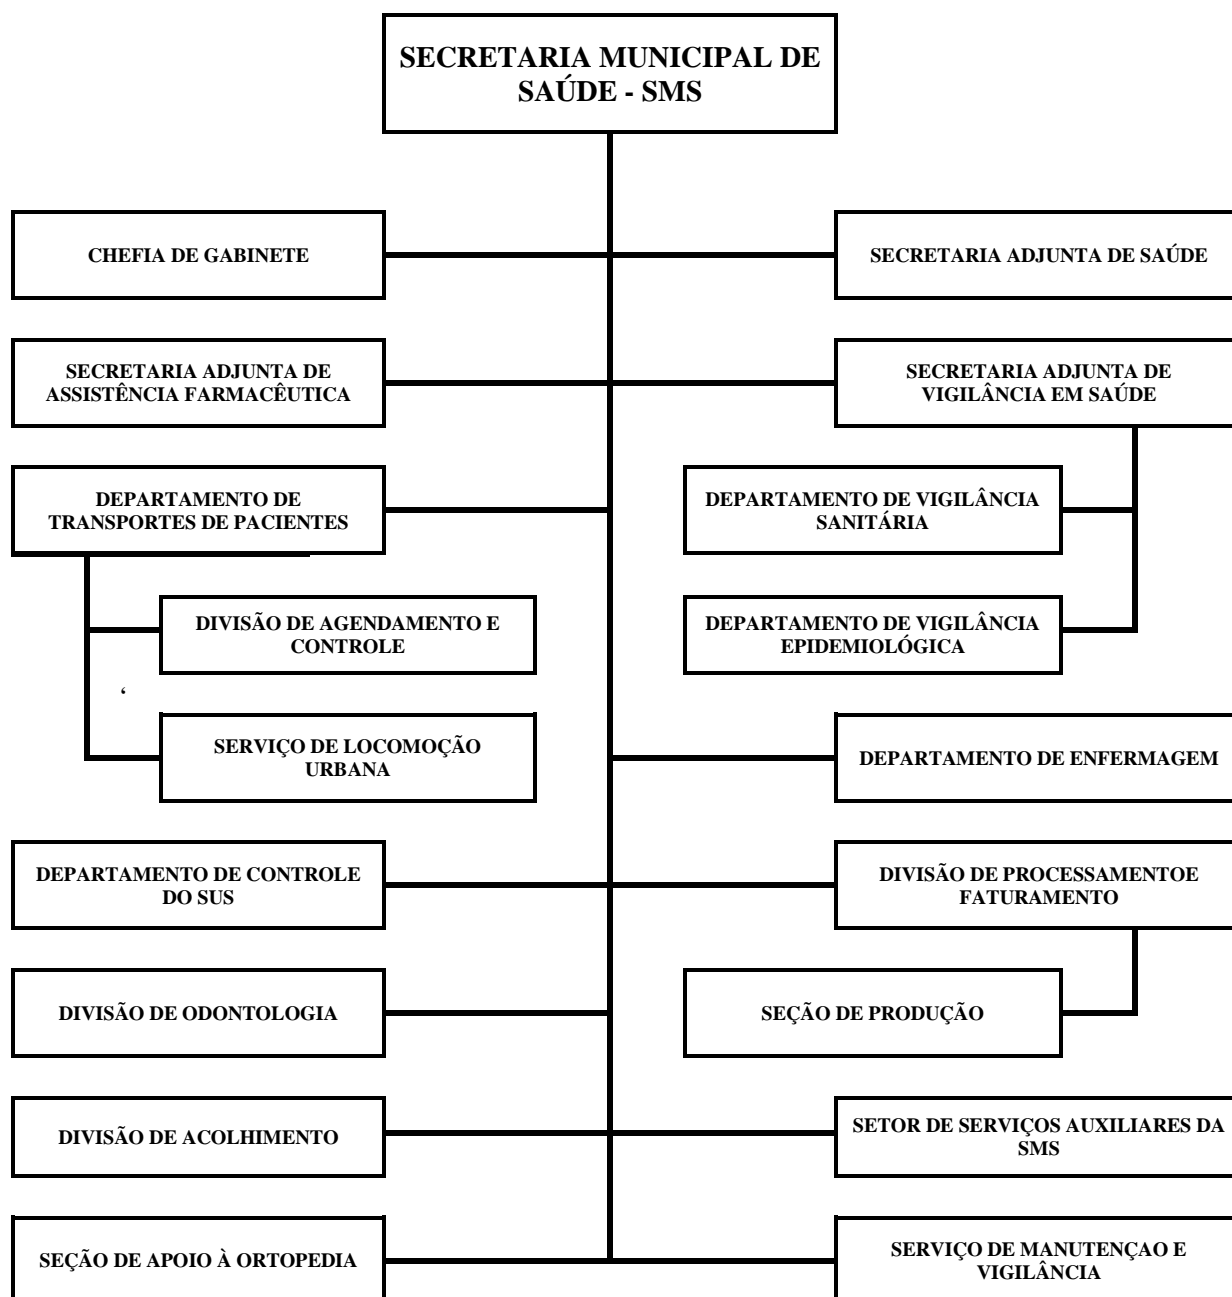 SECRETARIA MUNICIPAL DE
SAÚDE - SMS
CHEFIA DE GABINETE
SECRETARIA ADJUNTA DE SAÚDE
SECRETARIA ADJUNTA DE
ASSISTÊNCIA FARMACÊUTICA
SECRETARIA ADJUNTA DE
VIGILÂNCIA EM SAÚDE
DEPARTAMENTO DE
TRANSPORTES DE PACIENTES
DEPARTAMENTO DE VIGILÂNCIA
SANITÁRIA
DIVISÃO DE AGENDAMENTO E
CONTROLE
DEPARTAMENTO DE VIGILÂNCIA
EPIDEMIOLÓGICA
‘
SERVIÇO DE LOCOMOÇÃO
URBANA
DEPARTAMENTO DE ENFERMAGEM
DEPARTAMENTO DE CONTROLE
DO SUS
DIVISÃO DE PROCESSAMENTOE
FATURAMENTO
DIVISÃO DE ODONTOLOGIA
SEÇÃO DE PRODUÇÃO
DIVISÃO DE ACOLHIMENTO
SETOR DE SERVIÇOS AUXILIARES DA
SMS
SEÇÃO DE APOIO À ORTOPEDIA
SERVIÇO DE MANUTENÇAO E
VIGILÂNCIA